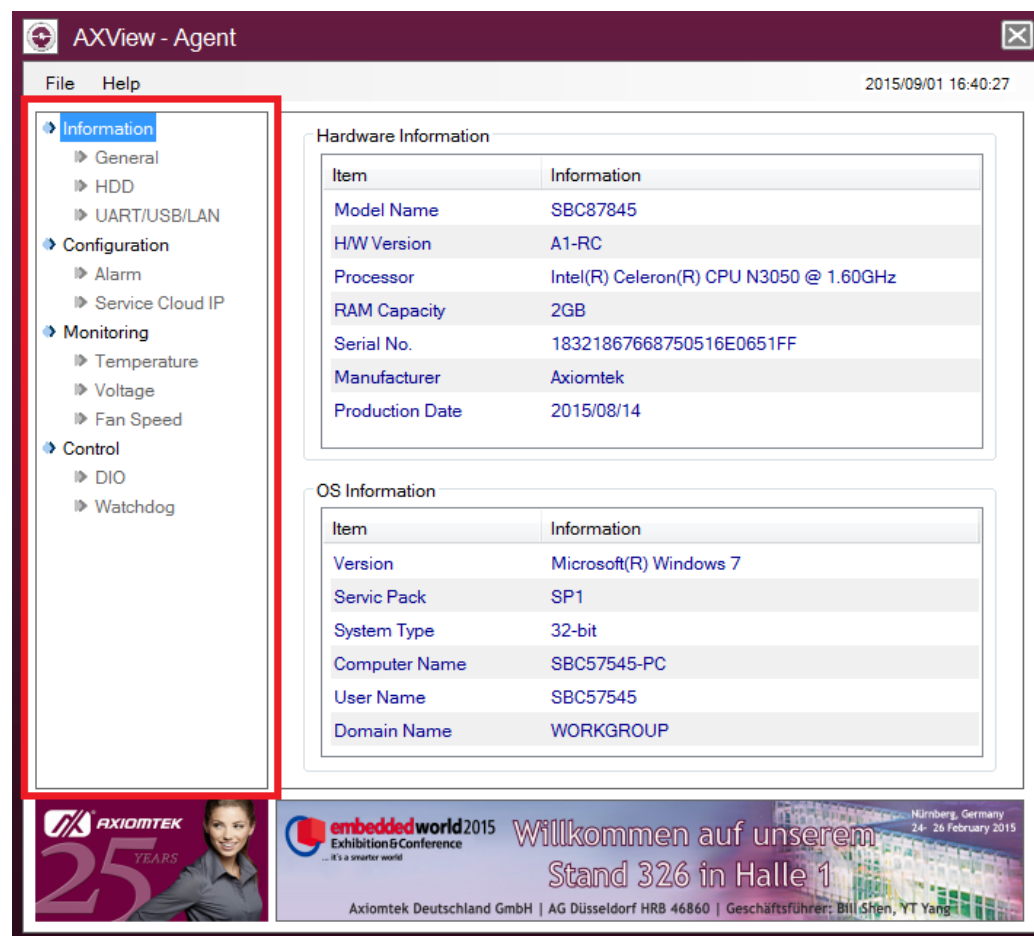 AXView - Agent
File Help 2015/09/01 16:40:27
Information
General
HDD
UART/USB/LAN
Configuration
Alarm
Service Cloud IP
Monitoring
Temperature
Voltage
Fan Speed
Control
DIO
Watchdog
Hardware Information
Item Information
Model Name SBC87845
H/W Version A1-RC
Processor Intel(R) Celeron(R) CPU N3050 @ 1.60GHz
RAM Capacity 2GB
Serial No. 18321867668750516E0651FF
Manufacturer Axiomtek
Production Date 2015/08/14
OS Information
Item Information
Version Microsoft(R) Windows 7
Servic Pack SP1
System Type 32-bit
Computer Name SBC57545-PC
User Name SBC57545
Domain Name WORKGROUP
AXIOMTEK
25 YEARS
embedded world 2015
Exhibition&Conference
... it's a smarter world
Willkommen auf unserem
Stand 326 in Halle 1
Nürnberg, Germany
24- 26 February 2015
Axiomtek Deutschland GmbH | AG Düsseldorf HRB 46860 | Geschäftsführer: Bill Shen, YT Yang